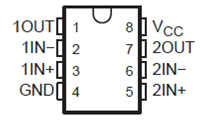 1OUT 1 8 VCC
1IN− 2 7 2OUT
1IN+ 3 6 2IN−
GND 4 5 2IN+